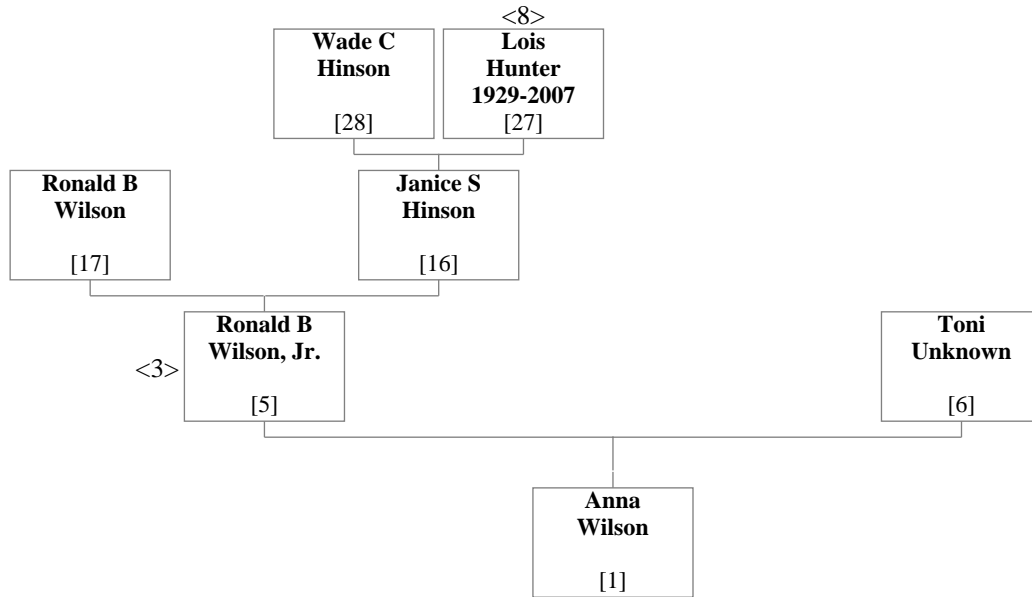 <8>
Wade C
Hinson
[28]
Lois
Hunter
1929-2007
[27]
Ronald B
Wilson
[17]
Janice S
Hinson
[16]
<3>
Ronald B
Wilson, Jr.
[5]
Toni
Unknown
[6]
Anna
Wilson
[1]